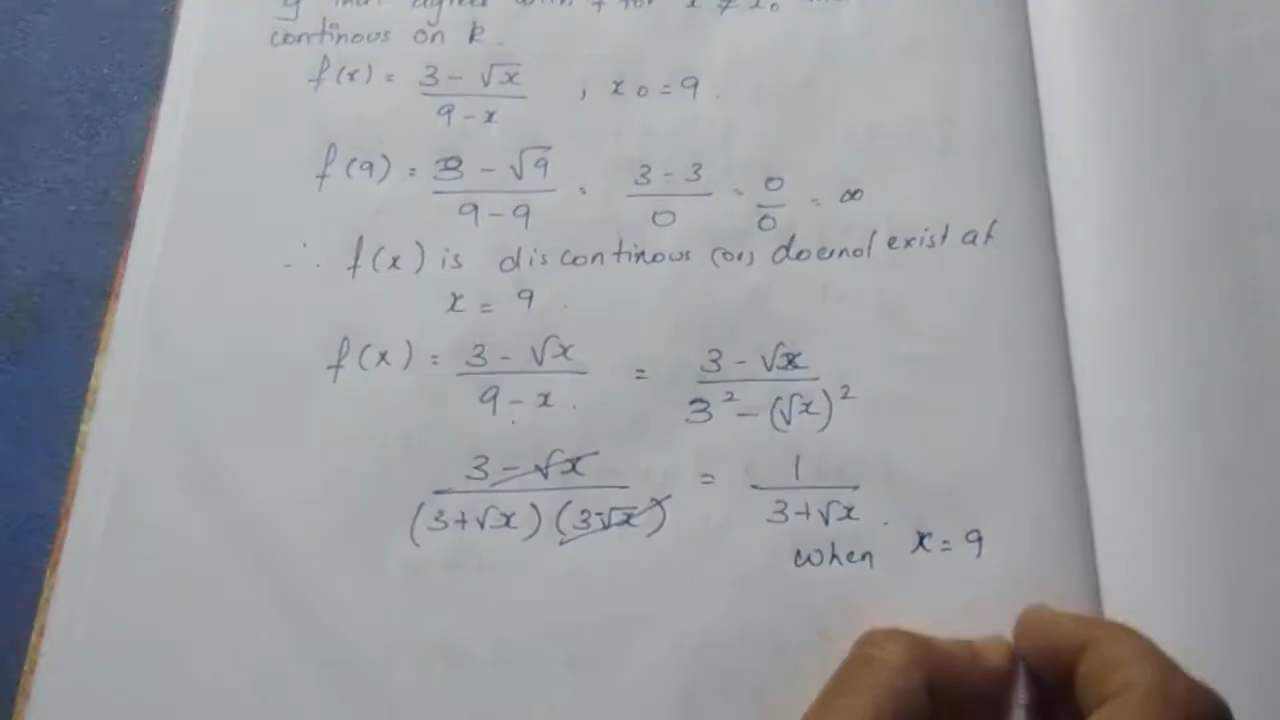 continous on k.
f(x) = 3 - √x / 9 - x , x0 = 9.
f(9) = 3 - √9 / 9 - 9 = 3 - 3 / 0 = 0 / 0 = ∞
∴ f(x) is discontinous (or) doernol exist at
x = 9.
f(x) = 3 - √x / 9 - x. = 3 - √x / 3² - (√x)²
3 - √x / (3+√x) (3-√x) = 1 / 3+√x.
when x = 9